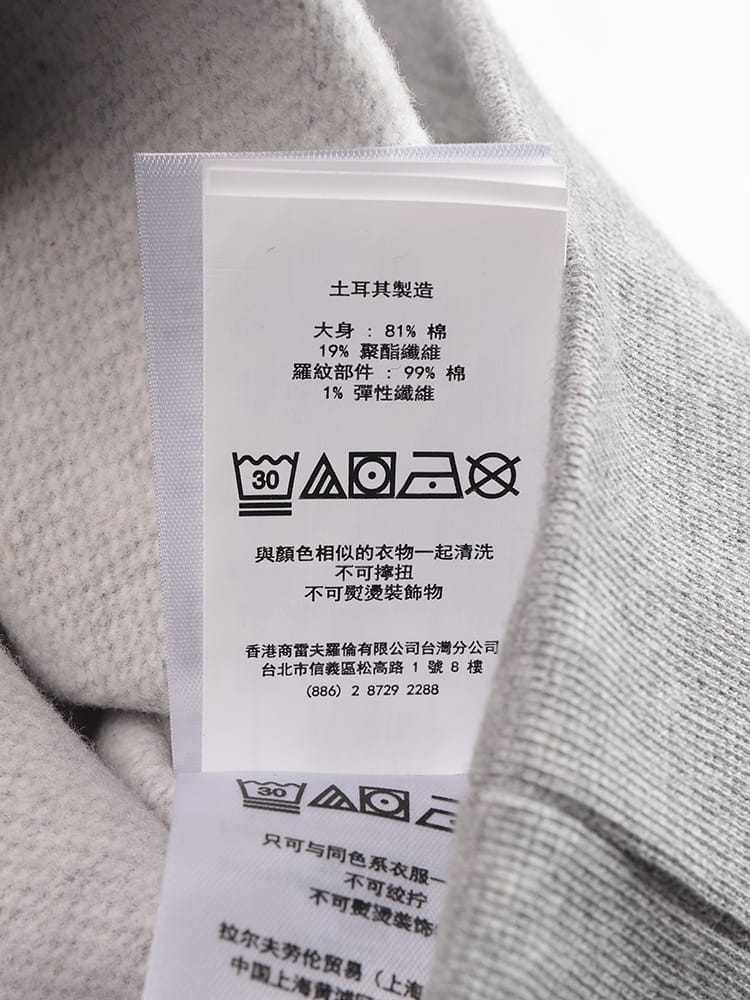 土耳其製造
大身 : 81% 棉
19% 聚酯纖維
羅紋部件 : 99% 棉
1% 彈性纖維
30
與顏色相似的衣物一起清洗
不可擰扭
不可熨燙裝飾物
香港商雷夫羅倫有限公司台灣分公司
台北市信義區松高路 1 號 8 樓
(886) 2 8729 2288
30
只可与同色系衣服一
不可绞拧
不可熨烫装饰
拉尔夫劳伦贸易 (上海
中国上海黄浦区